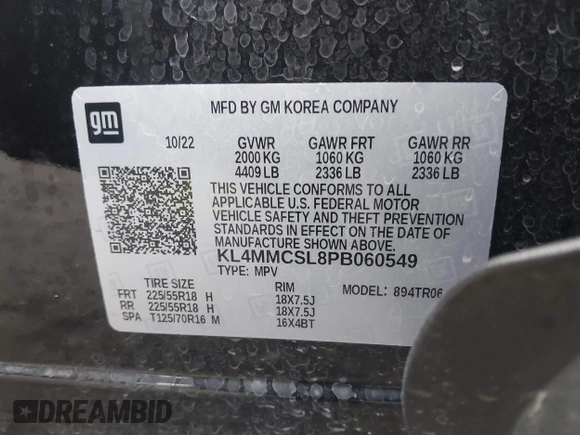 gm
MFD BY GM KOREA COMPANY
10/22 GVWR GAWR FRT GAWR RR
2000 KG 1060 KG 1060 KG
4409 LB 2336 LB 2336 LB
THIS VEHICLE CONFORMS TO ALL
APPLICABLE U.S. FEDERAL MOTOR
VEHICLE SAFETY AND THEFT PREVENTION
STANDARDS IN EFFECT ON THE DATE OF
MANUFACTURE SHOWN ABOVE.
KL4MMCSL8PB060549
TYPE: MPV
TIRE SIZE RIM MODEL: 894TR06
FRT 225/55R18 H 18X7.5J
RR 225/55R18 H 18X7.5J
SPA T125/70R16 M 16X4BT
DREAMBID